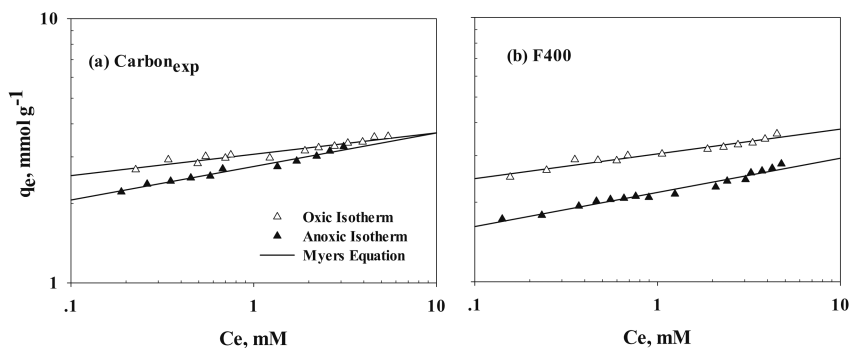 10
(a) Carbonexp
(b) F400
qe, mmol g-1
Oxic Isotherm
Anoxic Isotherm
Myers Equation
1
.1
1
10
.1
1
10
Ce, mM
Ce, mM